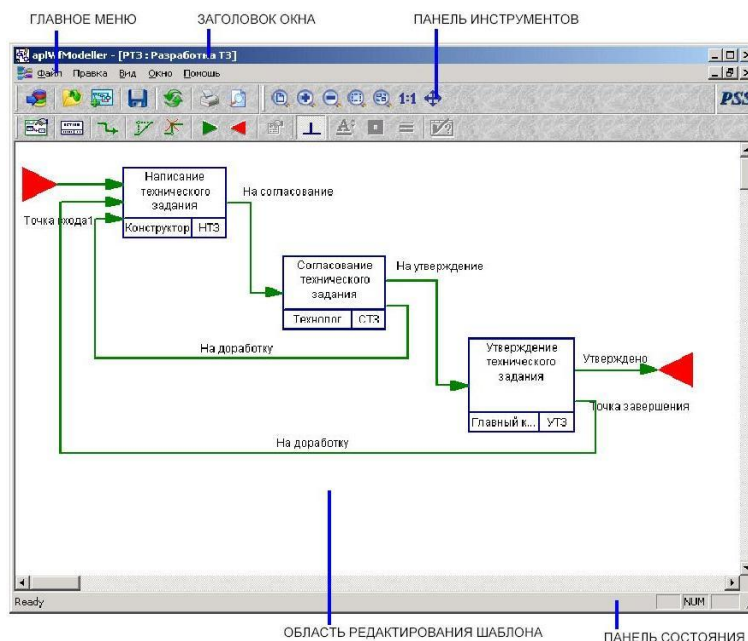 ГЛАВНОЕ МЕНЮ
ЗАГОЛОВОК ОКНА
ПАНЕЛЬ ИНСТРУМЕНТОВ
aplWfModeller - [РТЗ : Разработка ТЗ]
Файл Правка Вид Окно Помощь
1:1
PSS
Написание
технического
задания
Конструктор НТЗ
Точка входа1
На согласование
Согласование
технического
задания
Технолог СТЗ
На утверждение
На доработку
Утверждение
технического
задания
Главный к... УТЗ
Утверждено
Точка завершения
На доработку
Ready
NUM
ОБЛАСТЬ РЕДАКТИРОВАНИЯ ШАБЛОНА
ПАНЕЛЬ СОСТОЯНИЯ